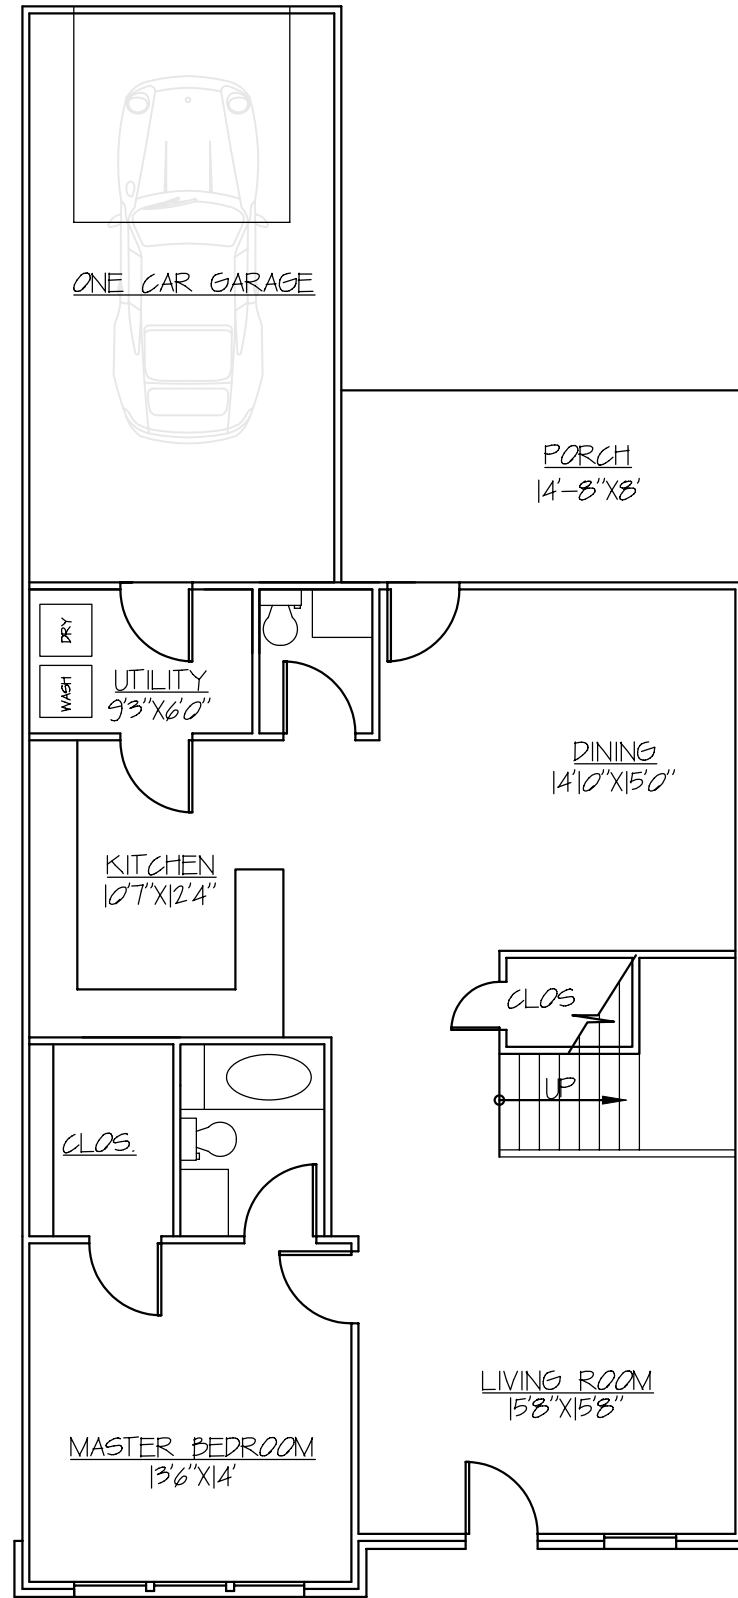 ONE CAR GARAGE
PORCH
14'-8"X8'
DRY
WASH
UTILITY
9'3"X6'0"
DINING
14'10"X15'0"
KITCHEN
10'7"X12'4"
CLOS
UP
CLOS.
LIVING ROOM
15'8"X15'8"
MASTER BEDROOM
13'6"X14'